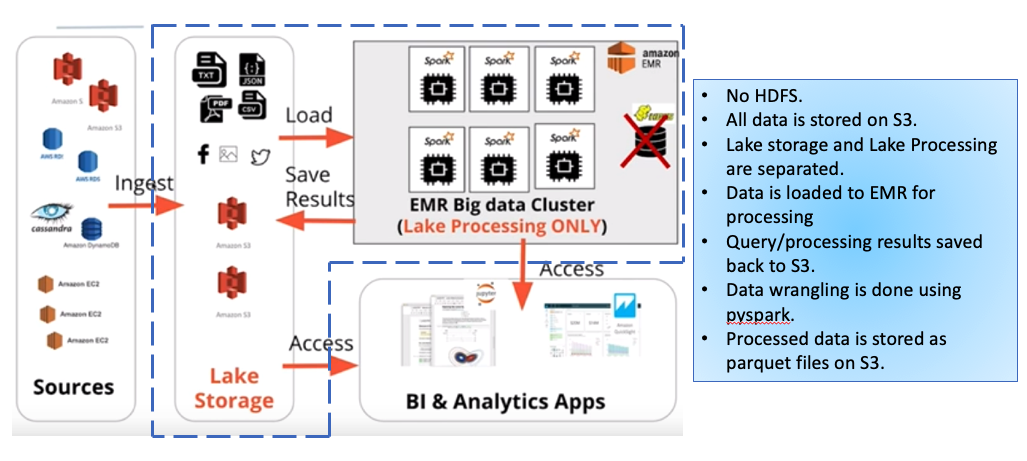 Amazon S
Amazon S3
AWS RDI
AWS RDS
cassandra
Amazon DynamoDB
Amazon EC2
Amazon EC2
Amazon EC2
Sources
Ingest
TXT
JSON
PDF
CSV
Amazon S3
Amazon S3
Lake
Storage
Load
Save
Results
Access
Spark
Spark
Spark
Spark
Spark
Spark
amazon
EMR
EMR Big data Cluster
(Lake Processing ONLY)
Access
jupyter
Amazon
QuickSight
BI & Analytics Apps
• No HDFS.
• All data is stored on S3.
• Lake storage and Lake Processing
are separated.
• Data is loaded to EMR for
processing
• Query/processing results saved
back to S3.
• Data wrangling is done using
pyspark.
• Processed data is stored as
parquet files on S3.